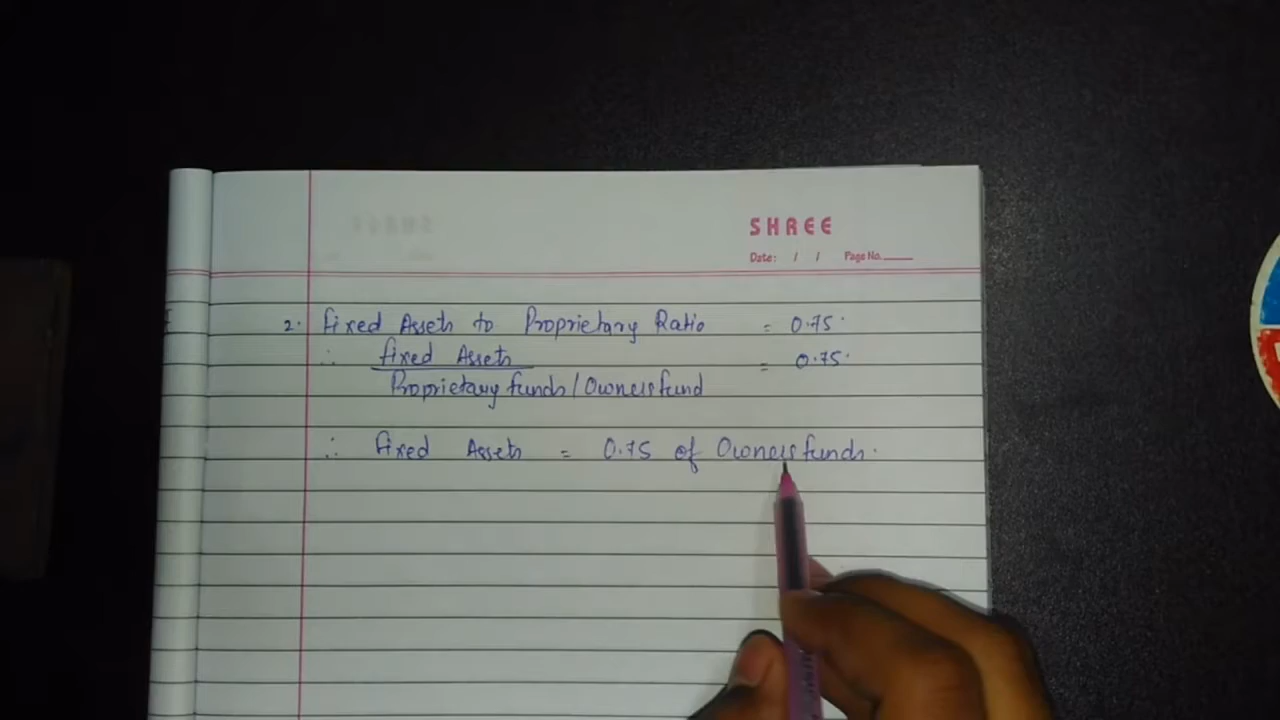 SHREE
Date: / / Page No.
2. Fixed Assets to Proprietary Ratio = 0.75.
∴ Fixed Assets = 0.75.
Proprietary funds / Owners fund
∴ Fixed Assets = 0.75 of Owners funds.